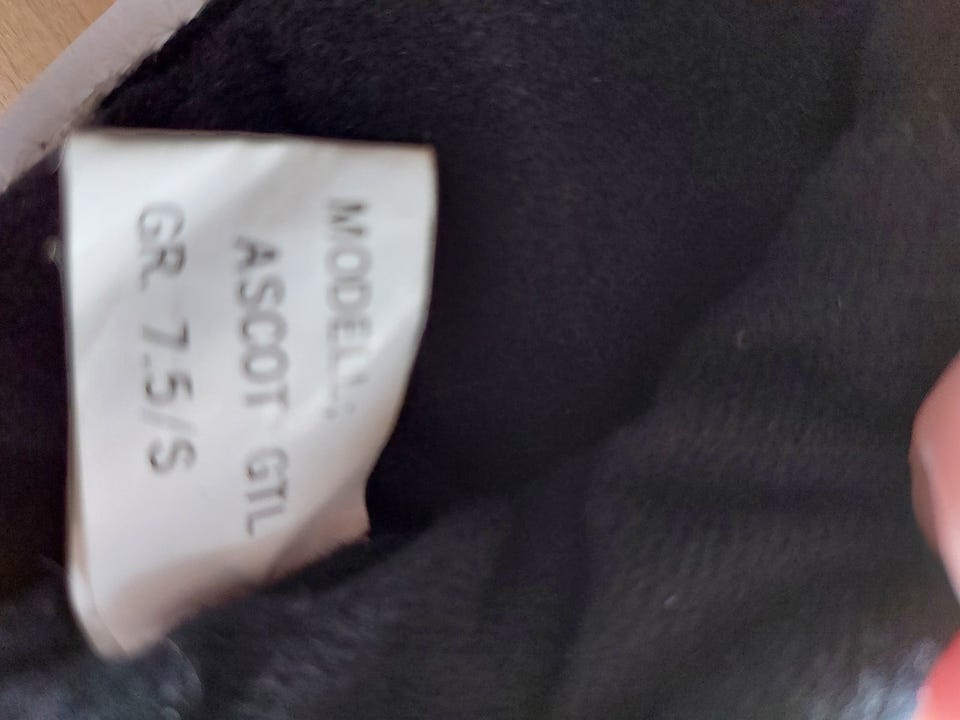 MODELL:
ASCOT GTL
GR. 7.5/S